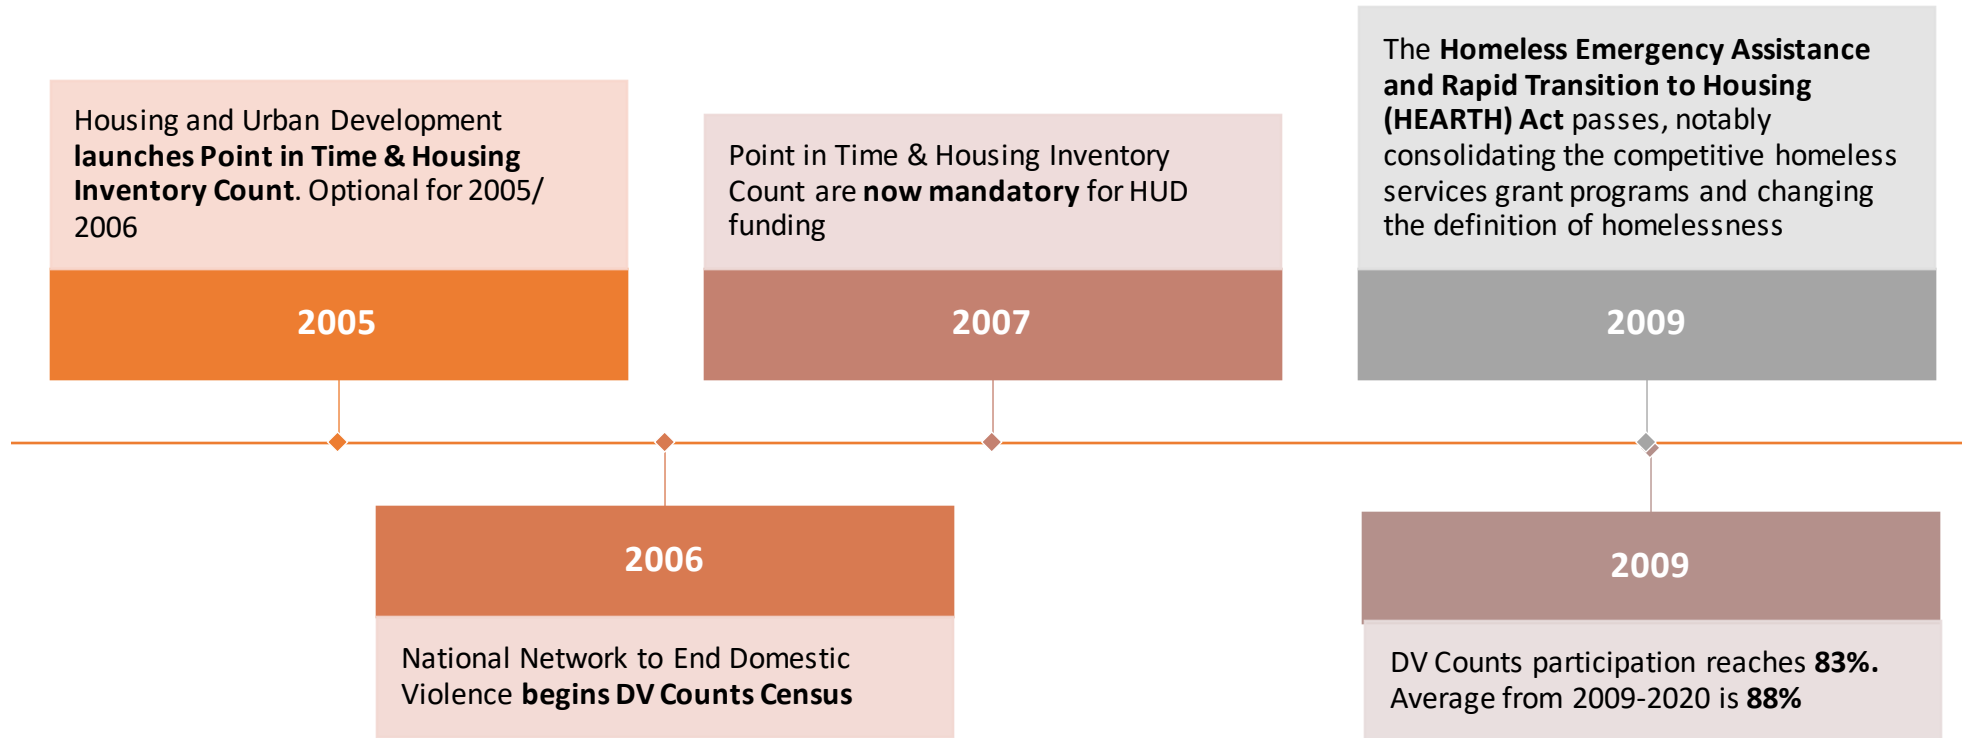 Housing and Urban Development
launches Point in Time & Housing
Inventory Count. Optional for 2005/
2006
2005
Point in Time & Housing Inventory
Count are now mandatory for HUD
funding
2007
The Homeless Emergency Assistance
and Rapid Transition to Housing
(HEARTH) Act passes, notably
consolidating the competitive homeless
services grant programs and changing
the definition of homelessness
2009
2006
National Network to End Domestic
Violence begins DV Counts Census
2009
DV Counts participation reaches 83%.
Average from 2009-2020 is 88%